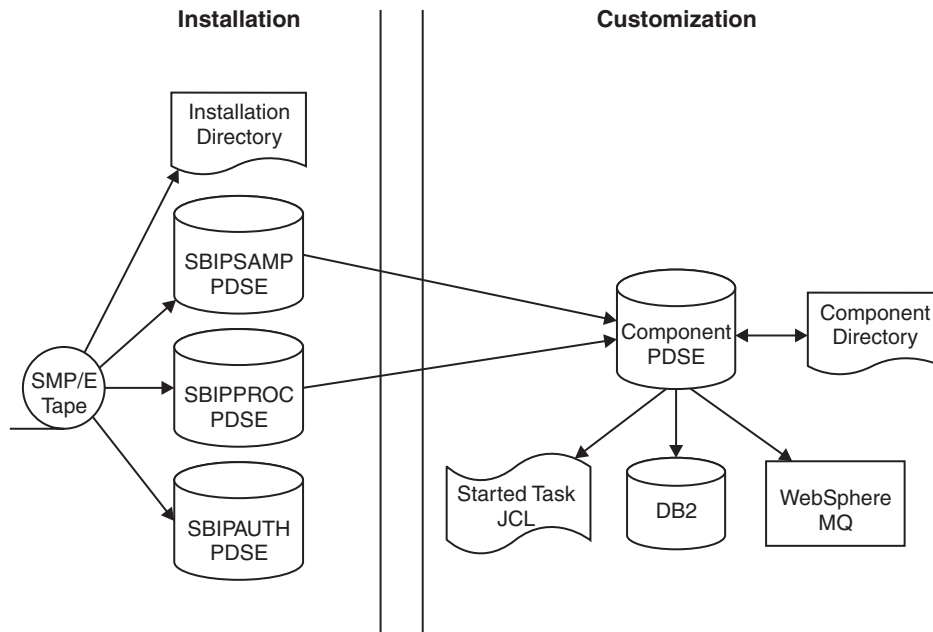 Installation
Customization
Installation
Directory
SBIPSAMP
PDSE
SMP/E
Tape
SBIPPROC
PDSE
SBIPAUTH
PDSE
Component
PDSE
Component
Directory
Started Task
JCL
DB2
WebSphere
MQ